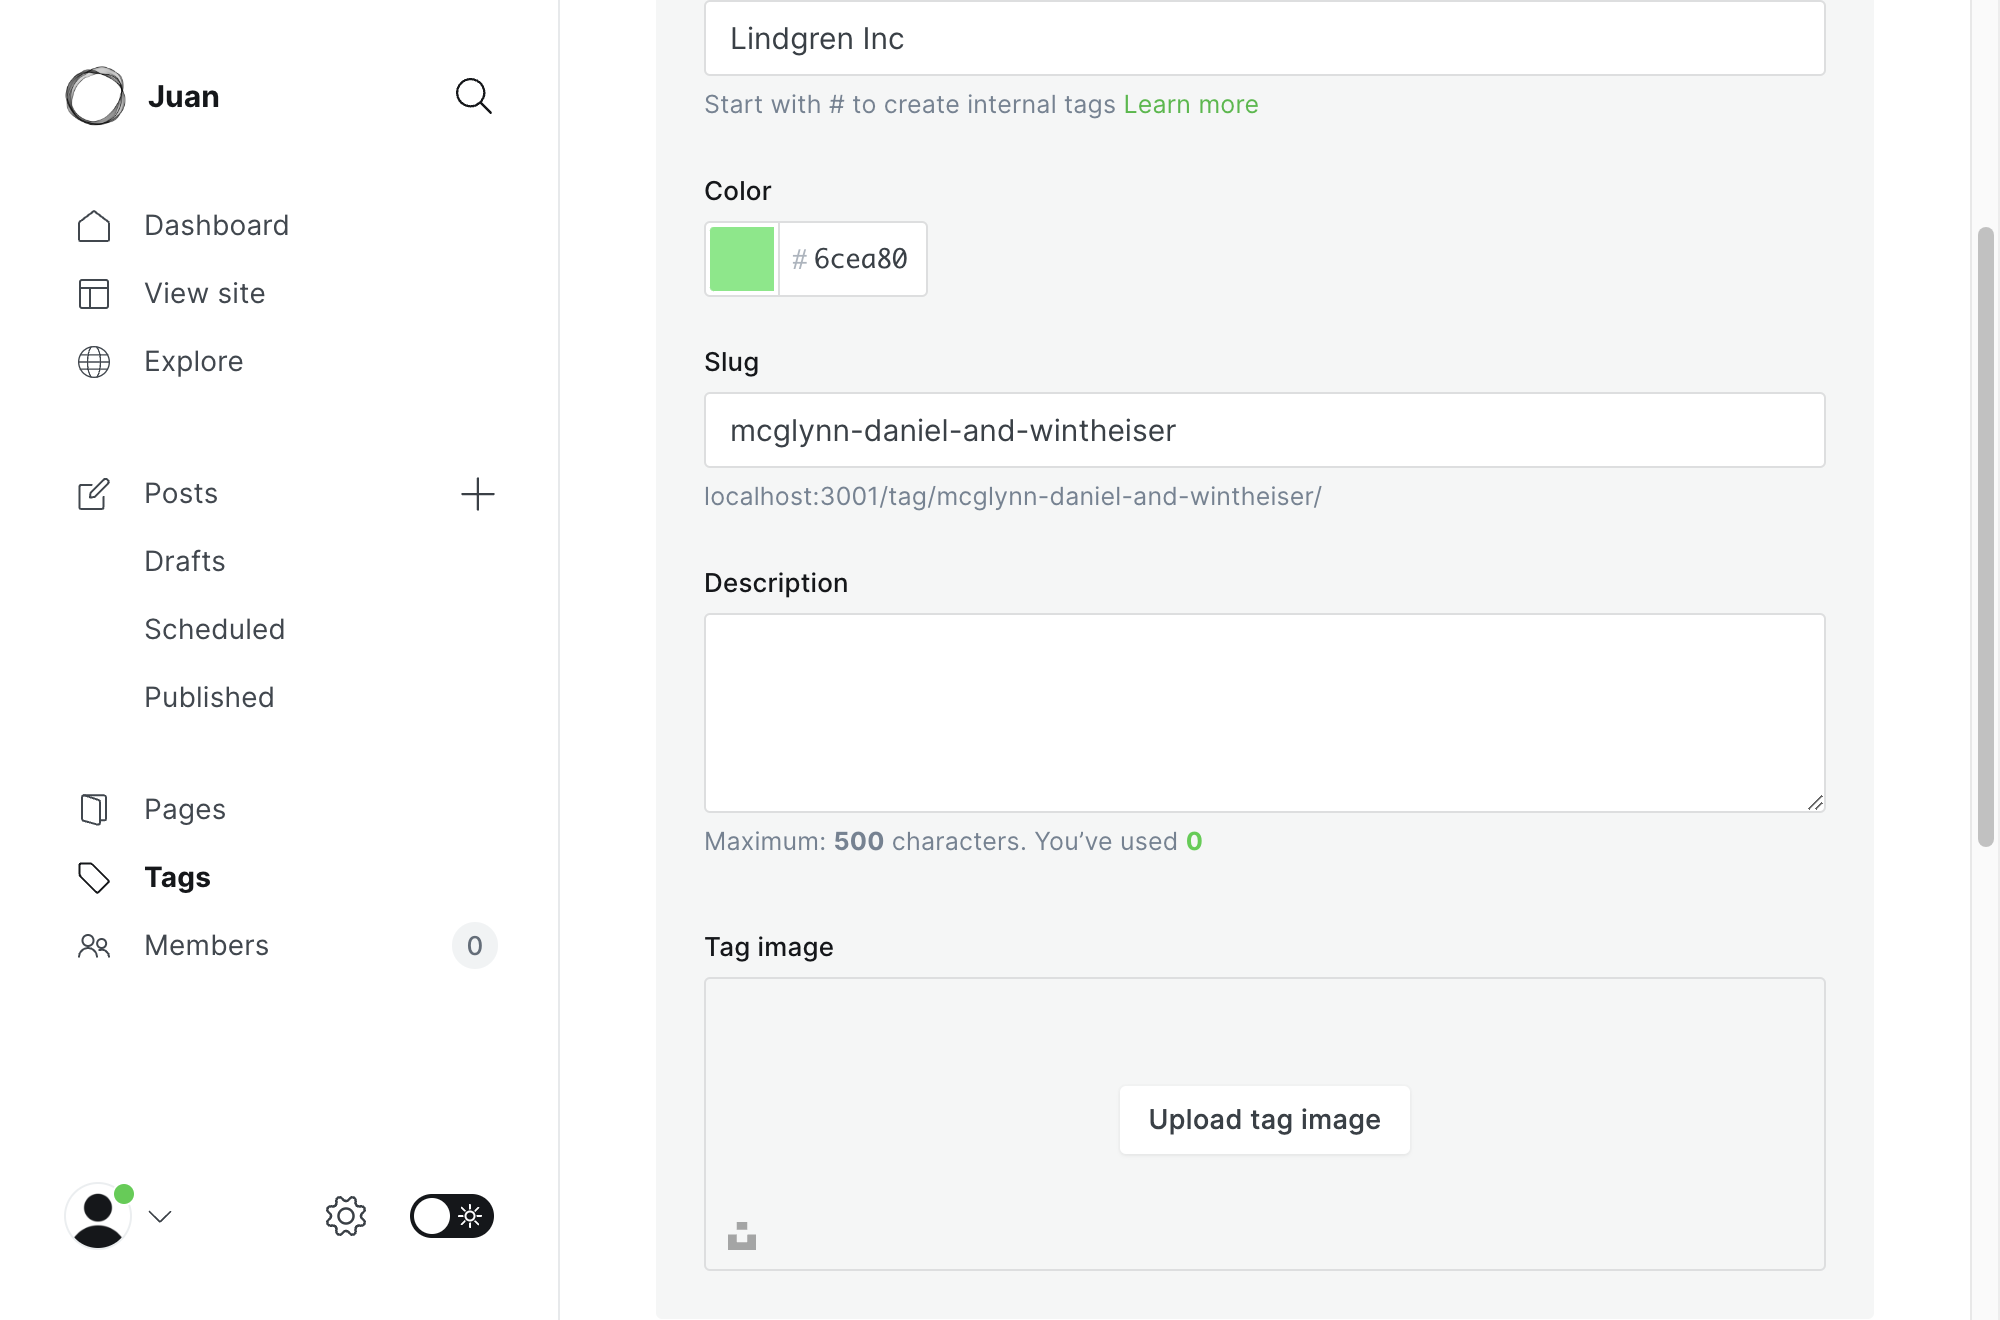 Juan
Dashboard
View site
Explore
Posts
Drafts
Scheduled
Published
Pages
Tags
Members
0
Lindgren Inc
Start with # to create internal tags Learn more
Color
# 6cea80
Slug
mcglynn-daniel-and-wintheiser
localhost:3001/tag/mcglynn-daniel-and-wintheiser/
Description
Maximum: 500 characters. You’ve used 0
Tag image
Upload tag image